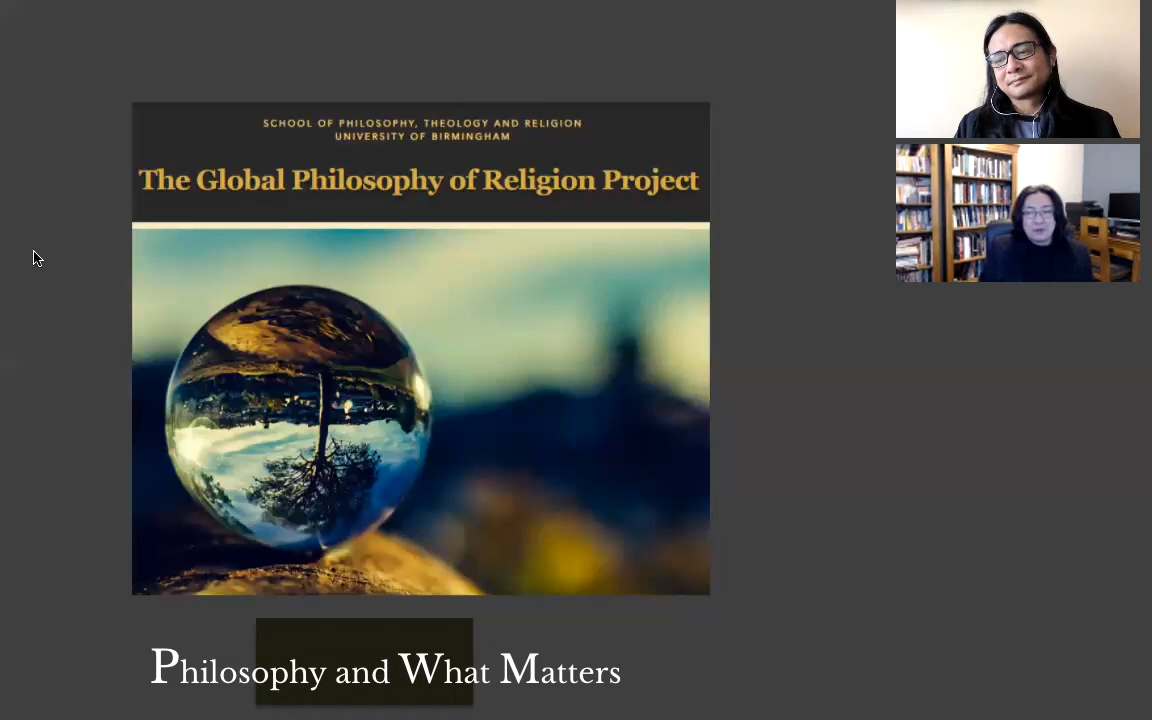 SCHOOL OF PHILOSOPHY, THEOLOGY AND RELIGION
UNIVERSITY OF BIRMINGHAM
The Global Philosophy of Religion Project
Philosophy and What Matters